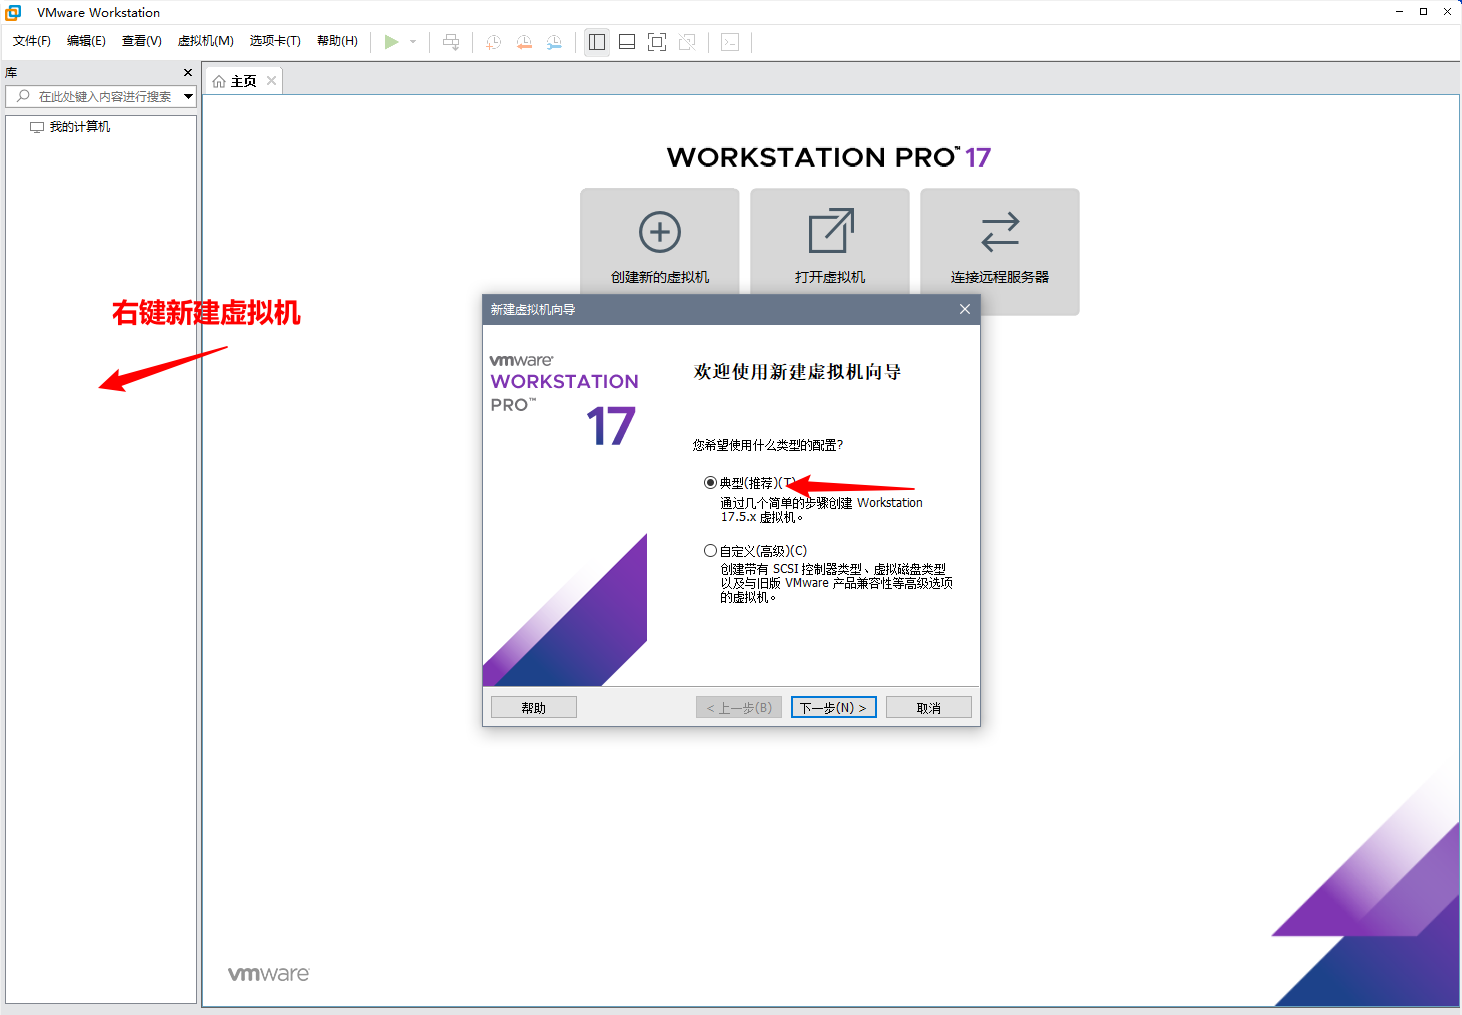 VMware Workstation
文件(F) 编辑(E) 查看(V) 虚拟机(M) 选项卡(T) 帮助(H)
库
主页
在此处键入内容进行搜索
我的计算机
WORKSTATION PRO™ 17
创建新的虚拟机 打开虚拟机 连接远程服务器
右键新建虚拟机
新建虚拟机向导
vmware
WORKSTATION
PRO™
17
欢迎使用新建虚拟机向导
您希望使用什么类型的配置?
典型(推荐)(T)
通过几个简单的步骤创建 Workstation
17.5.x 虚拟机。
自定义(高级)(C)
创建带有 SCSI 控制器类型、虚拟磁盘类型
以及与旧版 VMware 产品兼容性等高级选项
的虚拟机。
帮助 < 上一步(B) 下一步(N) > 取消
vmware